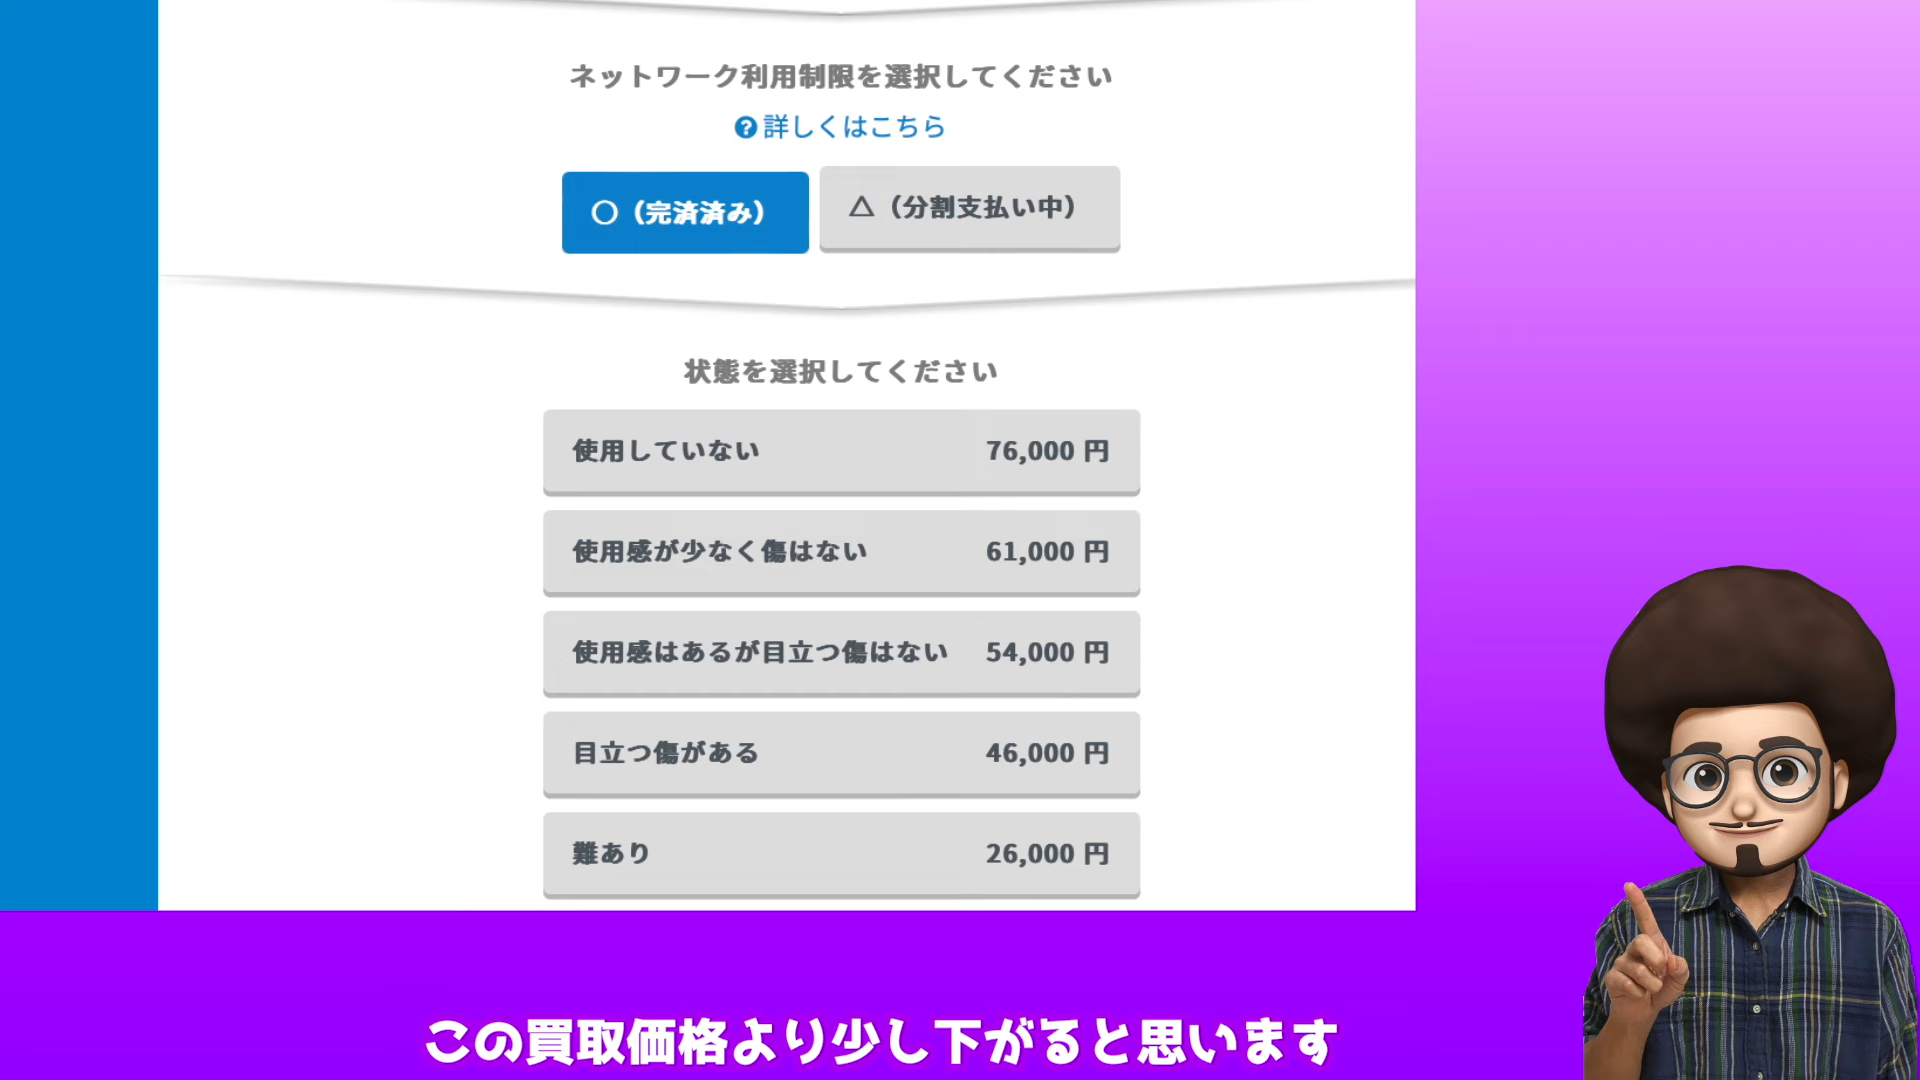 ネットワーク利用制限を選択してください
?詳しくはこちら
○（完済済み）
△（分割支払い中）
状態を選択してください
使用していない 76,000 円
使用感が少なく傷はない 61,000 円
使用感はあるが目立つ傷はない 54,000 円
目立つ傷がある 46,000 円
難あり 26,000 円
この買取価格より少し下がると思います